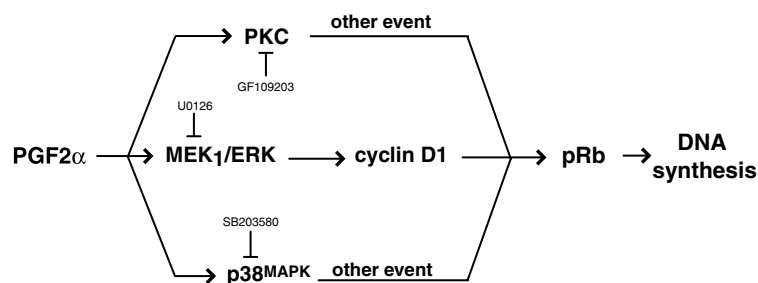 other event
PKC
GF109203
U0126
PGF2α
MEK1/ERK
cyclin D1
pRb
DNA
synthesis
SB203580
p38MAPK
other event